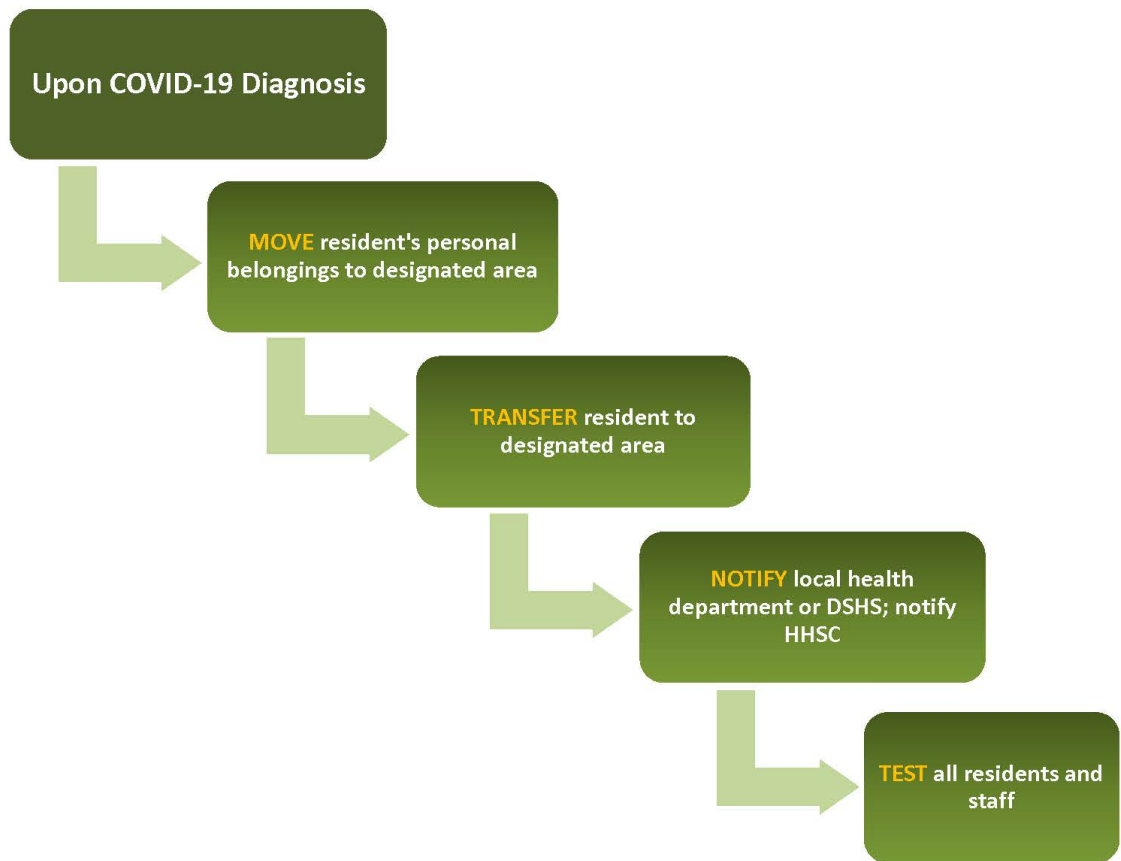 Upon COVID-19 Diagnosis
MOVE resident's personal
belongings to designated area
TRANSFER resident to
designated area
NOTIFY local health
department or DSHS; notify
HHSC
TEST all residents and
staff